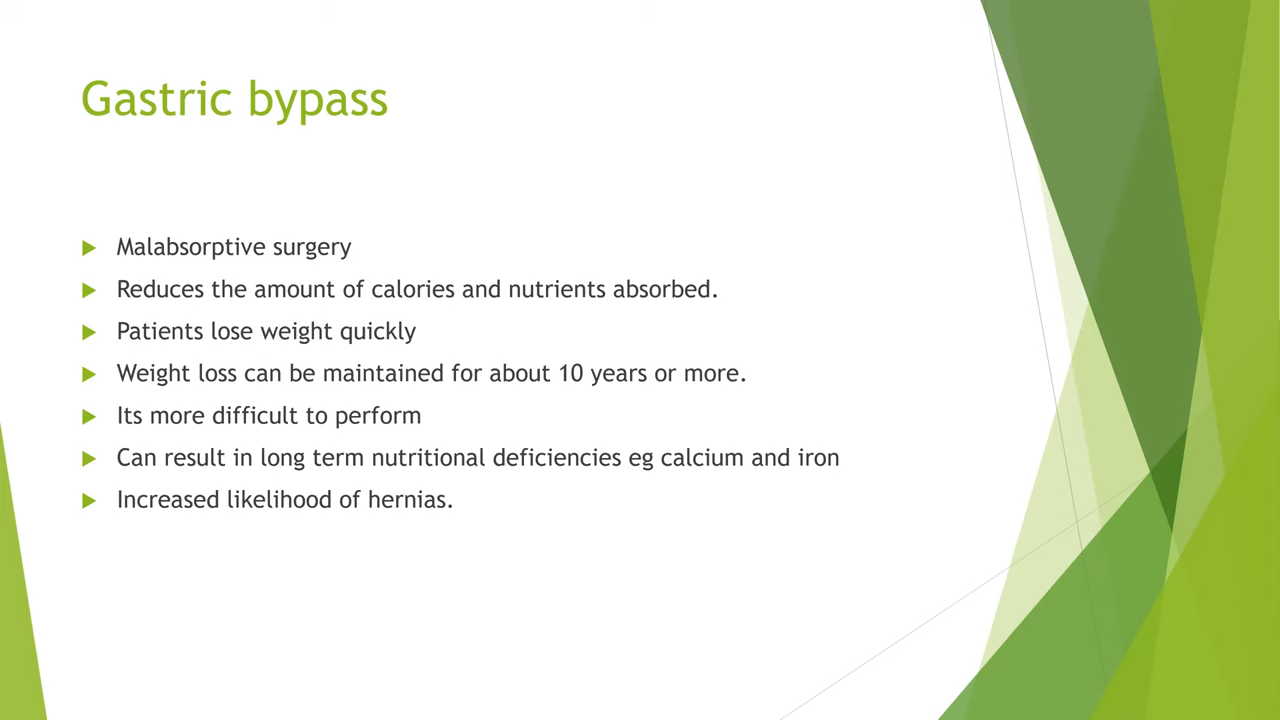 Gastric bypass
Malabsorptive surgery
Reduces the amount of calories and nutrients absorbed.
Patients lose weight quickly
Weight loss can be maintained for about 10 years or more.
Its more difficult to perform
Can result in long term nutritional deficiencies eg calcium and iron
Increased likelihood of hernias.